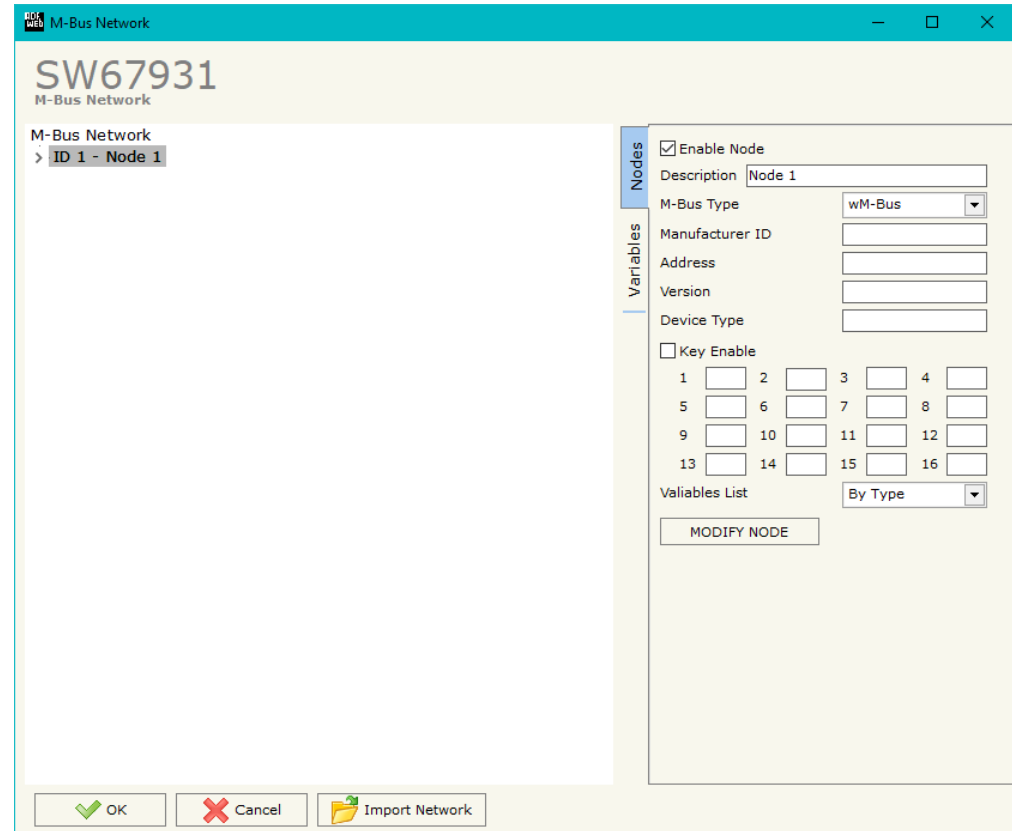 ADF WEB M-Bus Network
SW67931
M-Bus Network
M-Bus Network
ID 1 - Node 1
Nodes
Variables
Enable Node
Description Node 1
M-Bus Type wM-Bus
Manufacturer ID
Address
Version
Device Type
Key Enable
1 2 3 4
5 6 7 8
9 10 11 12
13 14 15 16
Valiables List By Type
MODIFY NODE
OK Cancel Import Network